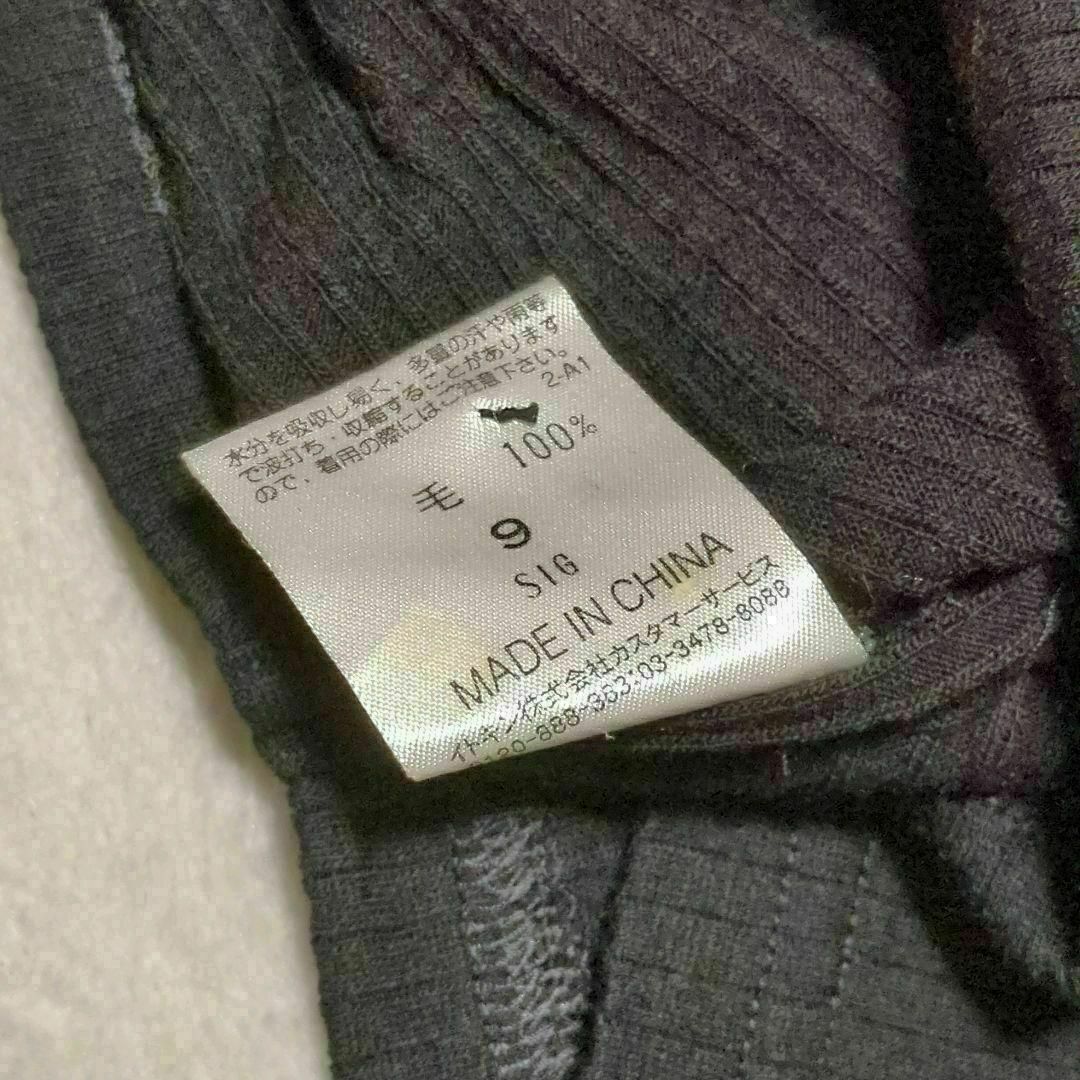 水分を吸収し易く、多量の汗や雨等
で波打ち・収縮することがあります
ので、着用の際にはご注意下さい。
2-A1
毛 100%
9
SIG
MADE IN CHINA
イトキン株式会社カスタマーサービス
0120-888-363:03-3478-8088